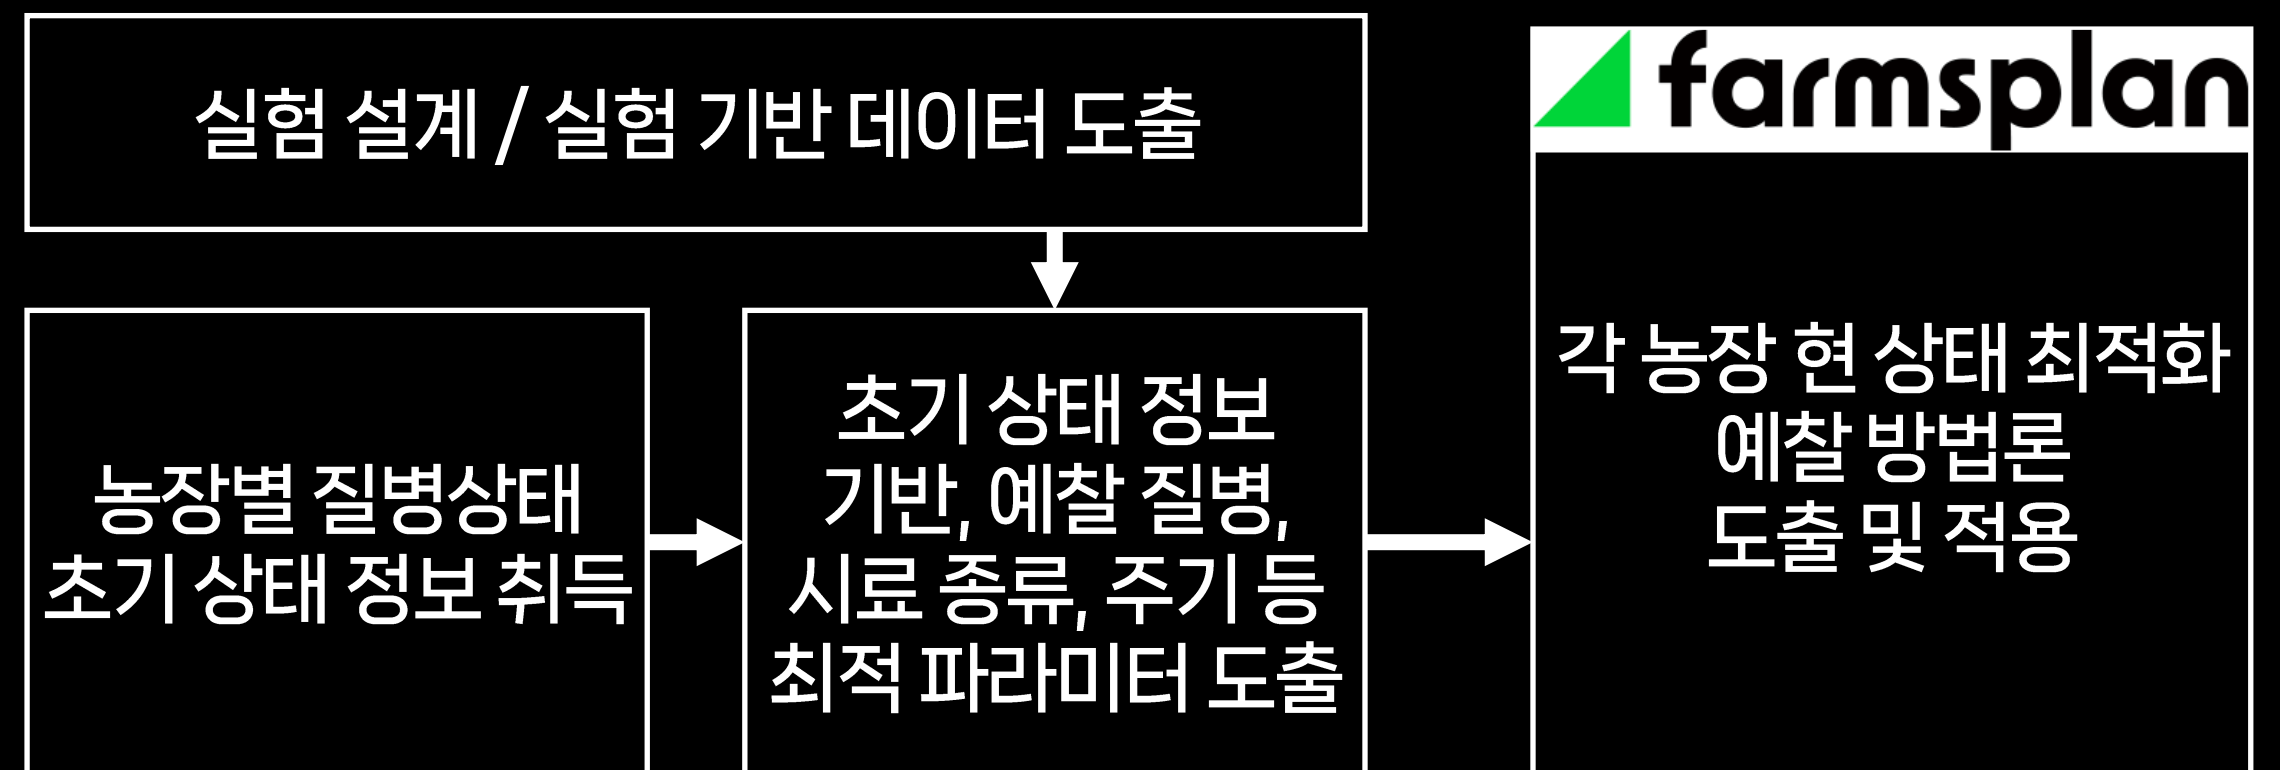 실험 설계 / 실험 기반 데이터 도출
농장별 질병상태
초기 상태 정보 취득
초기 상태 정보
기반, 예찰 질병,
시료 종류, 주기 등
최적 파라미터 도출
farmsplan
각 농장 현 상태 최적화
예찰 방법론
도출 및 적용